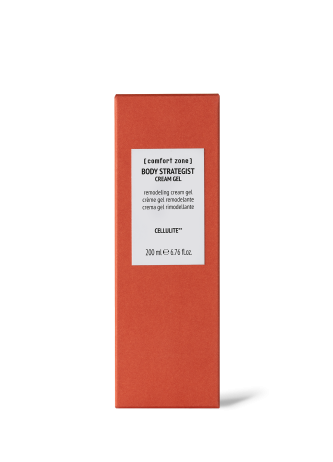 [ comfort zone ]
BODY STRATEGIST
CREAM GEL
remodeling cream gel
crème gel remodelante
crema gel rimodellante
CELLULITE**
200 ml ℮ 6.76 fl.oz.